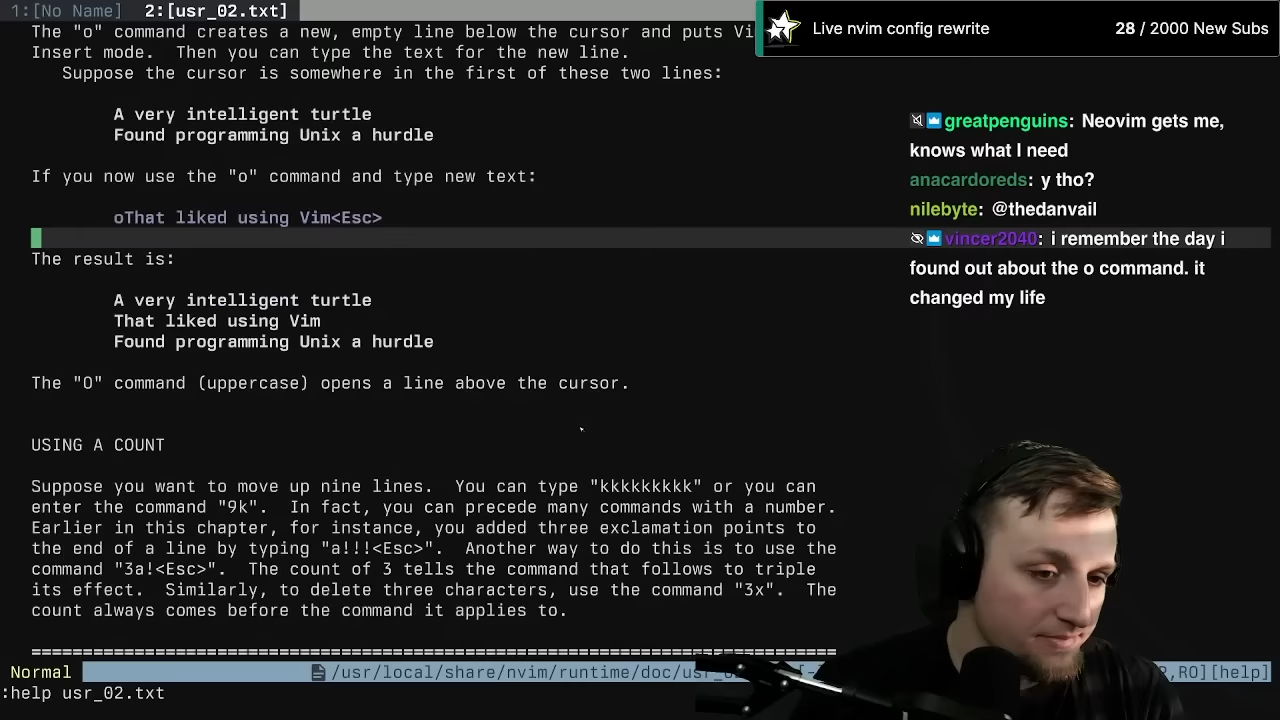 1:[No Name]  2:[usr_02.txt]
The "o" command creates a new, empty line below the cursor and puts Vi
Insert mode.  Then you can type the text for the new line.
Suppose the cursor is somewhere in the first of these two lines:
A very intelligent turtle
Found programming Unix a hurdle
If you now use the "o" command and type new text:
oThat liked using Vim<Esc>
The result is:
A very intelligent turtle
That liked using Vim
Found programming Unix a hurdle
The "O" command (uppercase) opens a line above the cursor.
USING A COUNT
Suppose you want to move up nine lines.  You can type "kkkkkkkkk" or you can
enter the command "9k".  In fact, you can precede many commands with a number.
Earlier in this chapter, for instance, you added three exclamation points to
the end of a line by typing "a!!!<Esc>".  Another way to do this is to use the
command "3a!<Esc>".  The count of 3 tells the command that follows to triple
its effect.  Similarly, to delete three characters, use the command "3x".  The
count always comes before the command it applies to.
==============================================================================
Normal /usr/local/share/nvim/runtime/doc/us ,RO][help]
:help usr_02.txt
Live nvim config rewrite 28 / 2000 New Subs
greatpenguins: Neovim gets me,
knows what I need
anacardoreds: y tho?
nilebyte: @thedanvail
vincer2040: i remember the day i
found out about the o command. it
changed my life